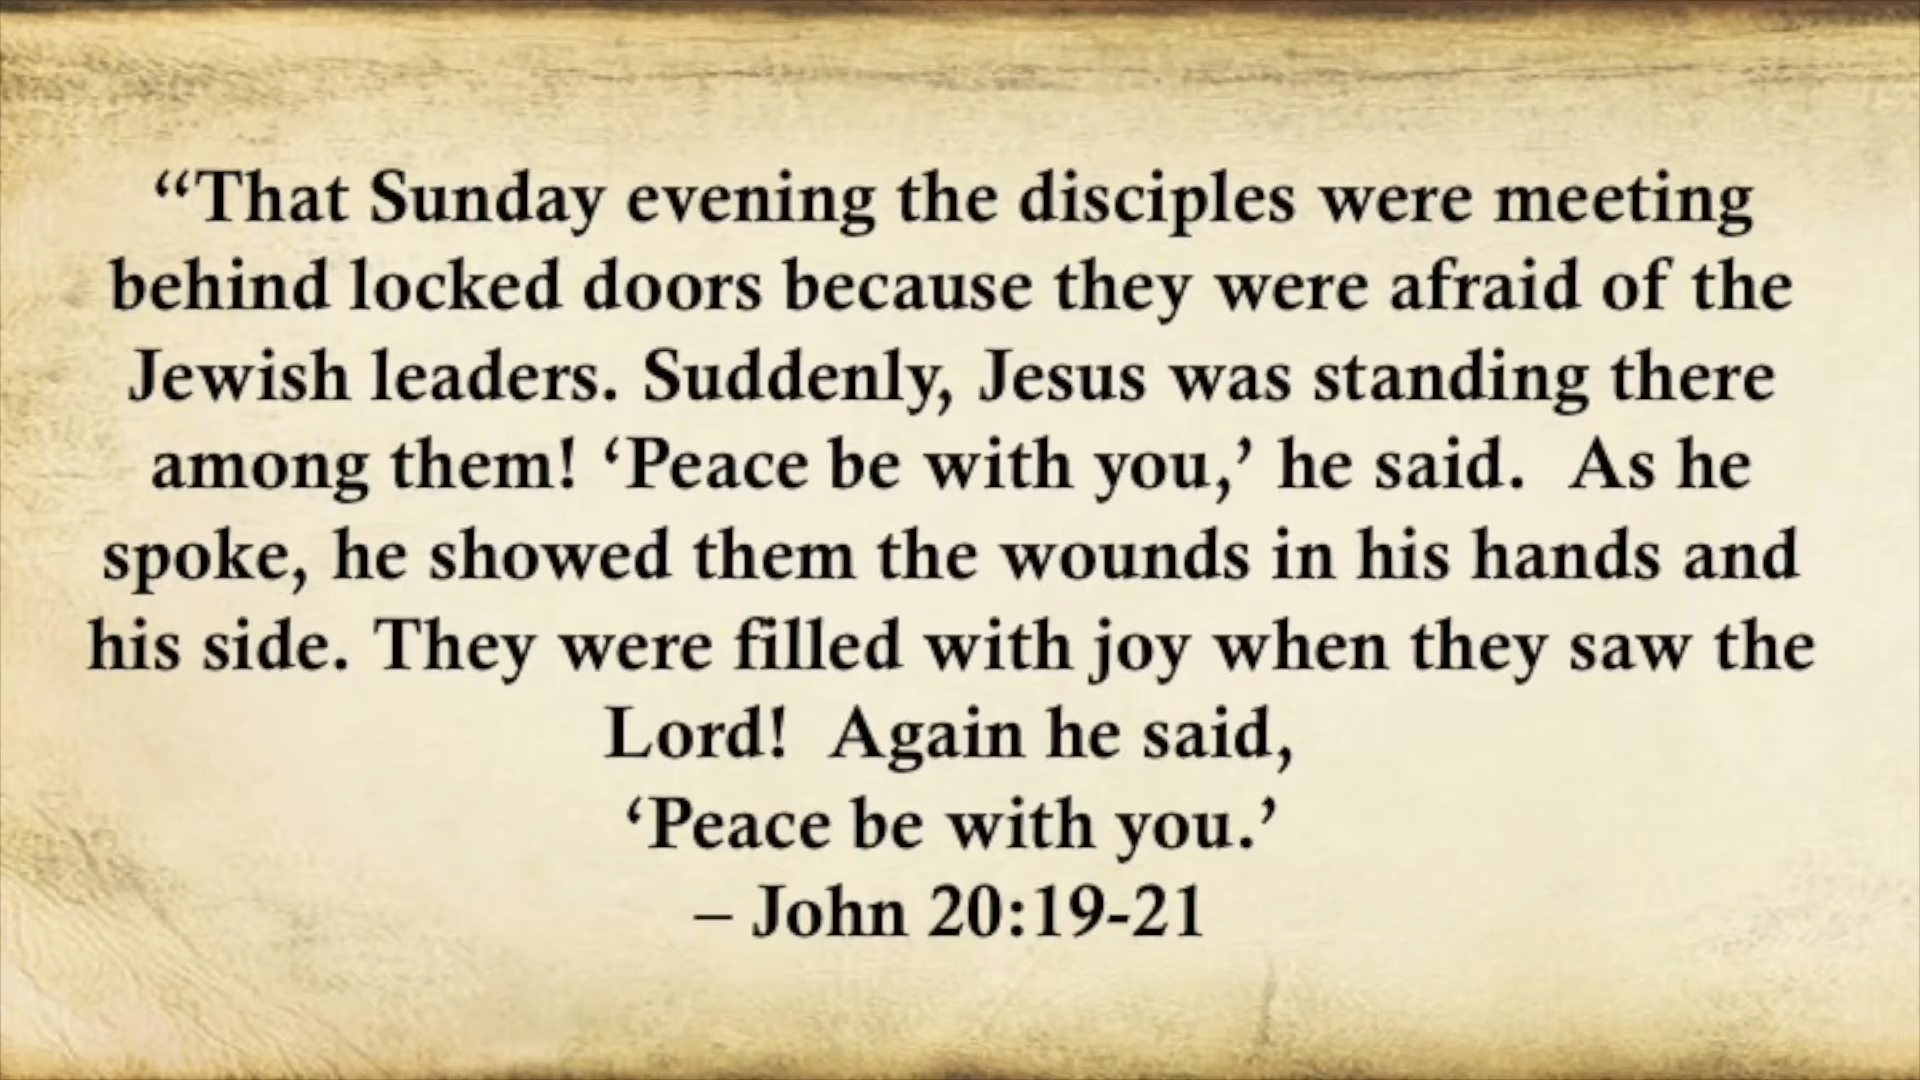 “That Sunday evening the disciples were meeting
behind locked doors because they were afraid of the
Jewish leaders. Suddenly, Jesus was standing there
among them! ‘Peace be with you,’ he said.  As he
spoke, he showed them the wounds in his hands and
his side. They were filled with joy when they saw the
Lord!  Again he said,
‘Peace be with you.’
– John 20:19-21